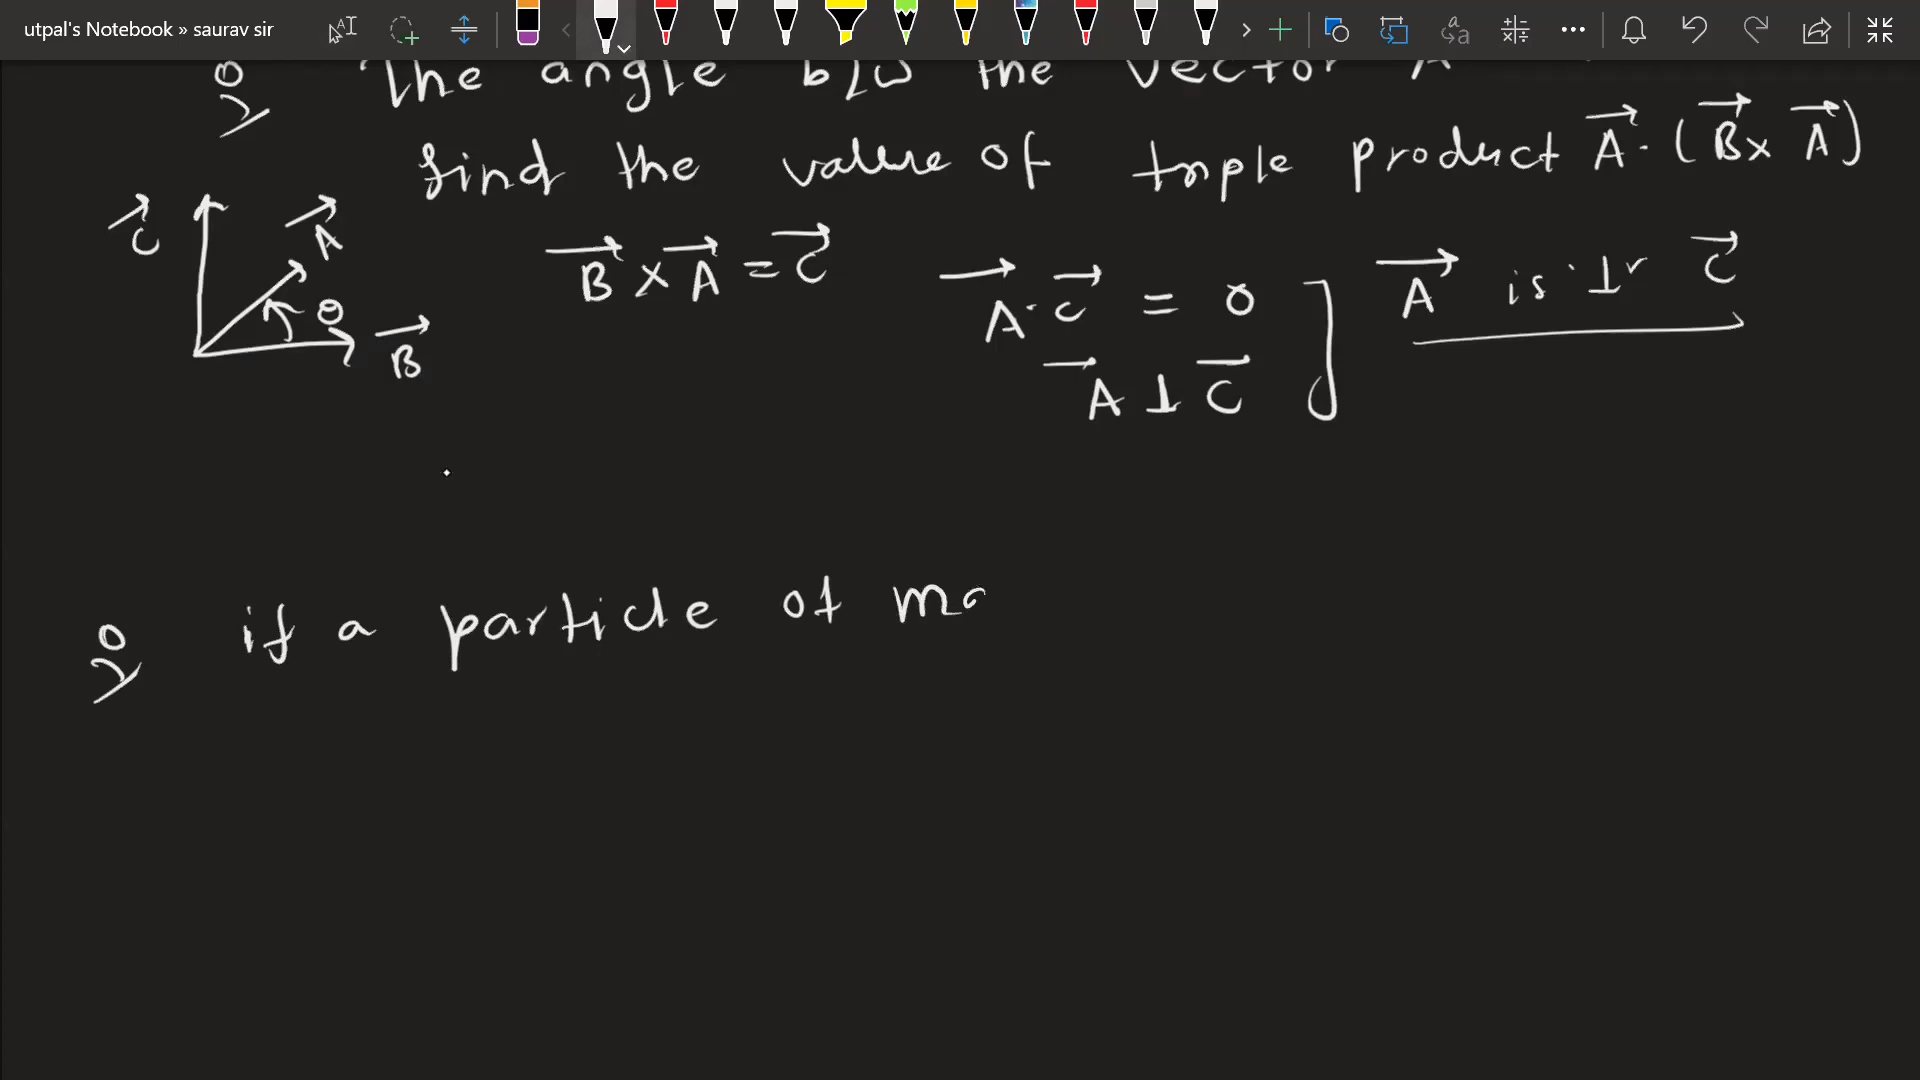 utpal's Notebook » saurav sir
Q The angle b/w the vector A
find the value of triple product A⃗ · (B⃗ × A⃗)
C⃗ A⃗ θ B⃗
B⃗ × A⃗ = C⃗
A⃗ · C⃗ = 0
A⃗ ⊥ C⃗
A⃗ is ⊥r C⃗
Q if a particle of ma